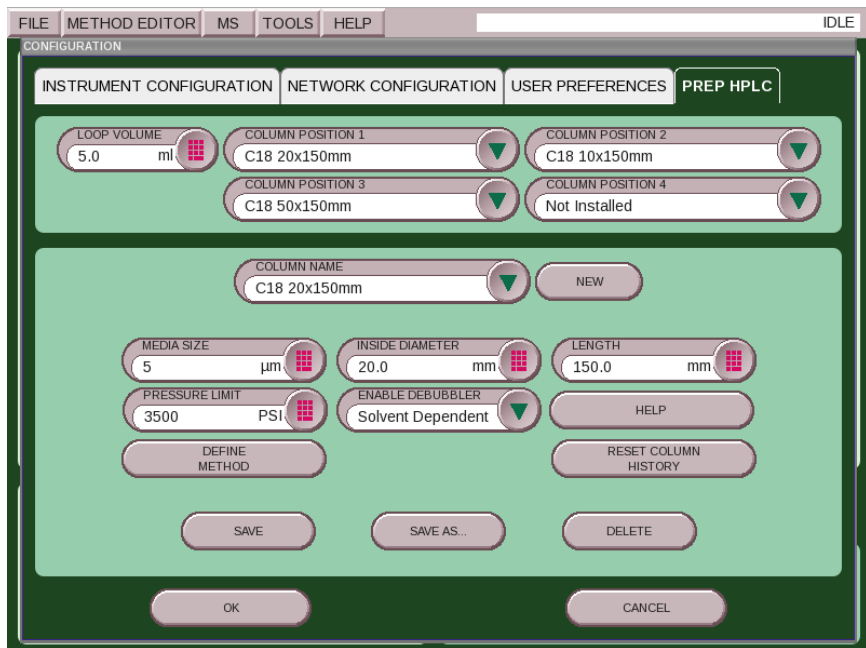 FILE METHOD EDITOR MS TOOLS HELP IDLE
CONFIGURATION
INSTRUMENT CONFIGURATION NETWORK CONFIGURATION USER PREFERENCES PREP HPLC
LOOP VOLUME COLUMN POSITION 1 COLUMN POSITION 2
5.0 ml C18 20x150mm C18 10x150mm
COLUMN POSITION 3 COLUMN POSITION 4
C18 50x150mm Not Installed
COLUMN NAME
C18 20x150mm NEW
MEDIA SIZE INSIDE DIAMETER LENGTH
5 µm 20.0 mm 150.0 mm
PRESSURE LIMIT ENABLE DEBUBBLER
3500 PSI Solvent Dependent HELP
DEFINE RESET COLUMN
METHOD HISTORY
SAVE SAVE AS... DELETE
OK CANCEL